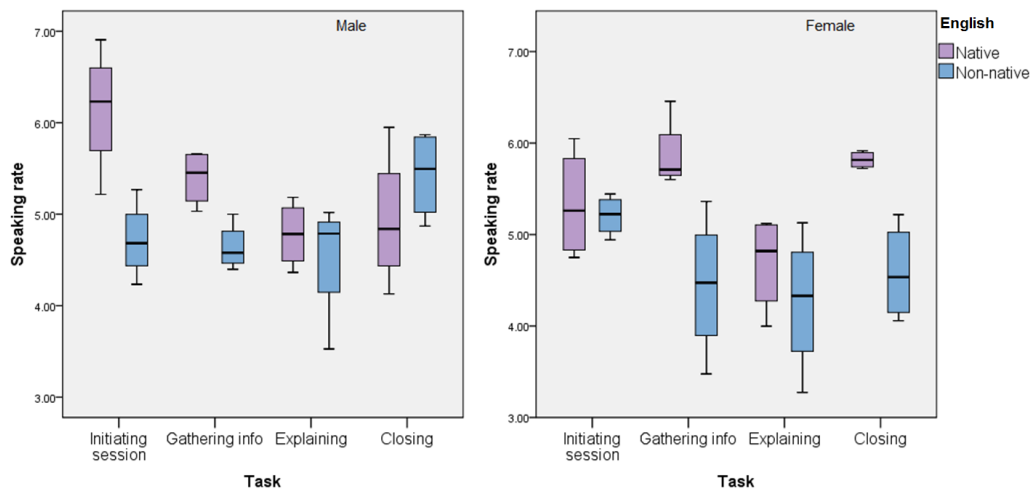 Male
7.00
6.00
5.00
4.00
3.00
Speaking rate
Initiating session
Gathering info
Explaining
Closing
Task
Female
7.00
6.00
5.00
4.00
3.00
Speaking rate
Initiating session
Gathering info
Explaining
Closing
Task
English
Native
Non-native